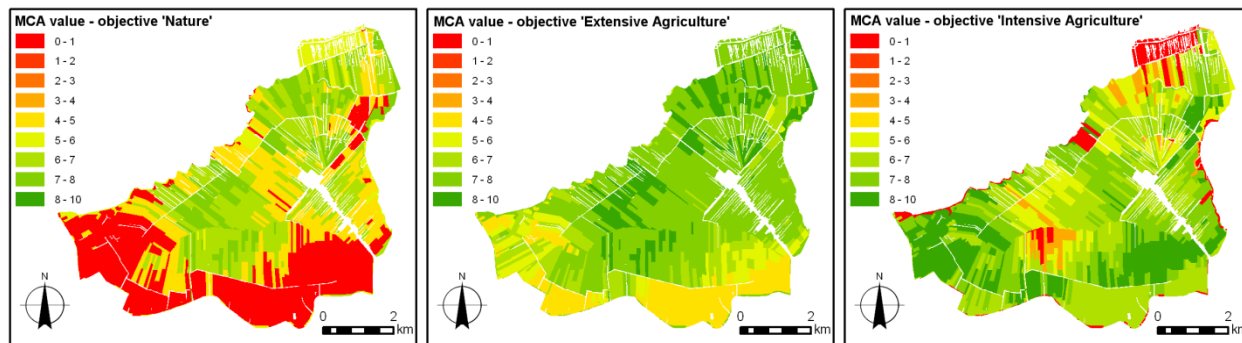 MCA value - objective 'Nature'
0 - 1
1 - 2
2 - 3
3 - 4
4 - 5
5 - 6
6 - 7
7 - 8
8 - 10
N
0 2
km
MCA value - objective 'Extensive Agriculture'
0 - 1
1 - 2
2 - 3
3 - 4
4 - 5
5 - 6
6 - 7
7 - 8
8 - 10
N
0 2
km
MCA value - objective 'Intensive Agriculture'
0 - 1
1 - 2
2 - 3
3 - 4
4 - 5
5 - 6
6 - 7
7 - 8
8 - 10
N
0 2
km